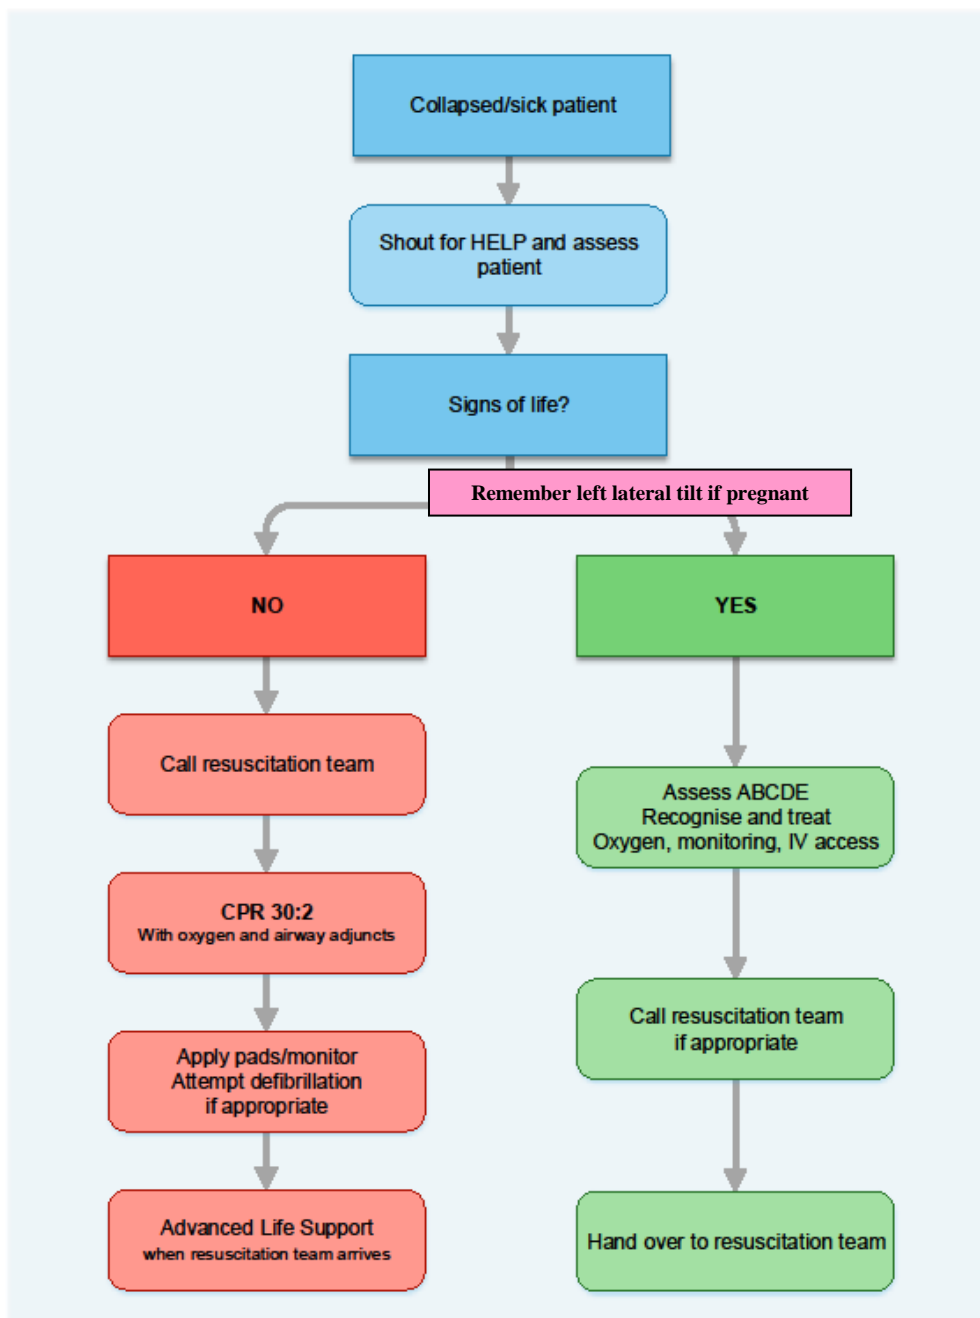 Collapsed/sick patient
Shout for HELP and assess
patient
Signs of life?
Remember left lateral tilt if pregnant
NO
Call resuscitation team
CPR 30:2
With oxygen and airway adjuncts
Apply pads/monitor
Attempt defibrillation
if appropriate
Advanced Life Support
when resuscitation team arrives
YES
Assess ABCDE
Recognise and treat
Oxygen, monitoring, IV access
Call resuscitation team
if appropriate
Hand over to resuscitation team